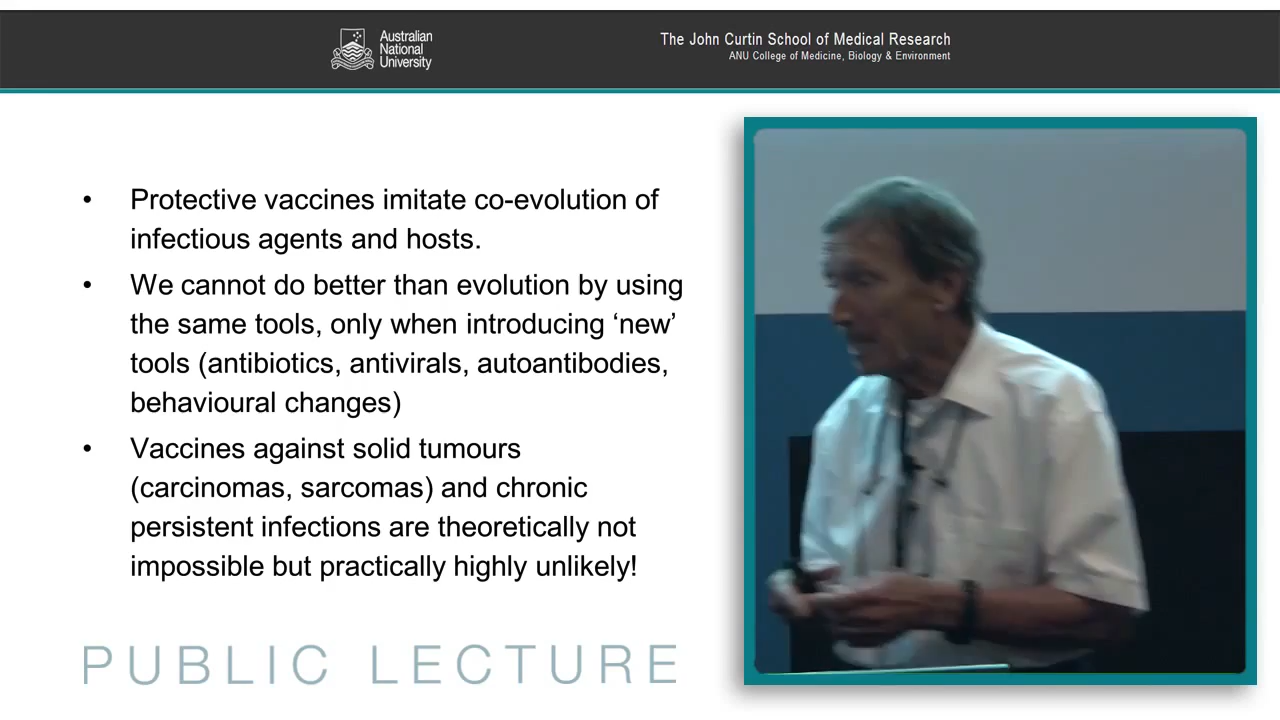 Australian
National
University
The John Curtin School of Medical Research
ANU College of Medicine, Biology & Environment
• Protective vaccines imitate co-evolution of
infectious agents and hosts.
• We cannot do better than evolution by using
the same tools, only when introducing ‘new’
tools (antibiotics, antivirals, autoantibodies,
behavioural changes)
• Vaccines against solid tumours
(carcinomas, sarcomas) and chronic
persistent infections are theoretically not
impossible but practically highly unlikely!
PUBLIC LECTURE